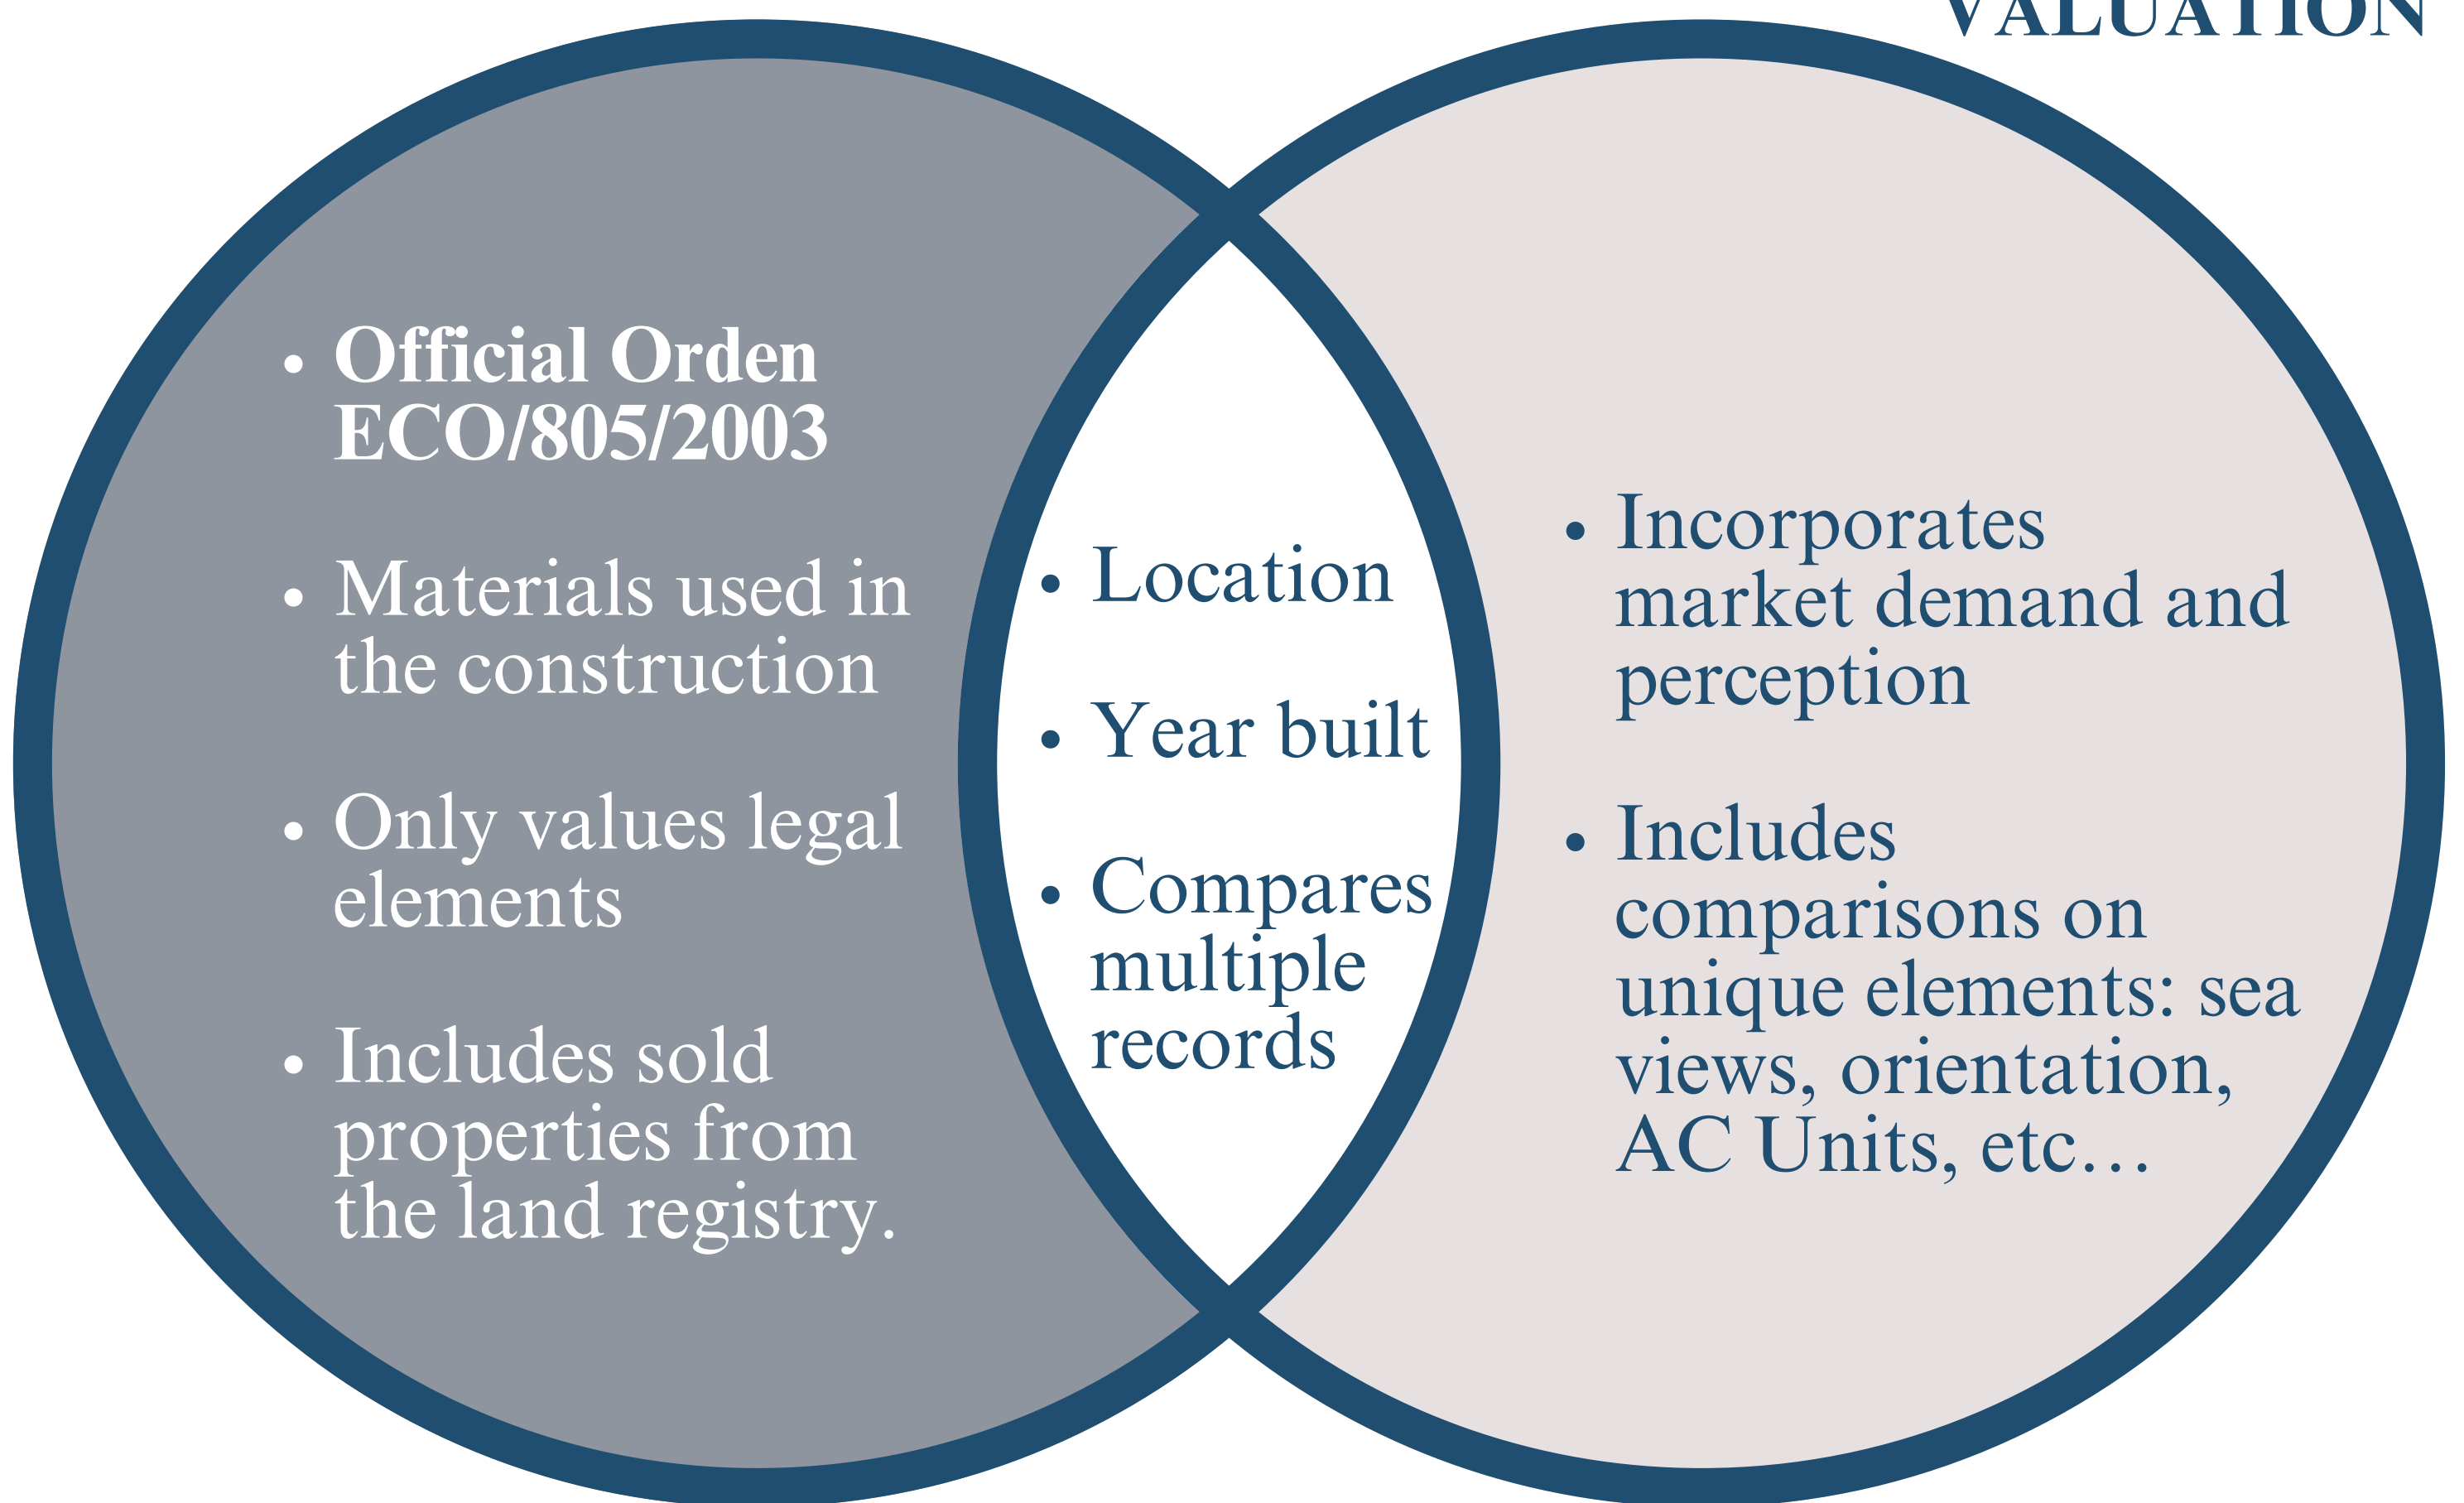 VALUATION
• Official Orden
ECO/805/2003
• Materials used in
the construction
• Only values legal
elements
• Includes sold
properties from
the land registry.
• Location
• Year built
• Compares
multiple
records
• Incorporates
market demand and
perception
• Includes
comparisons on
unique elements: sea
views, orientation,
AC Units, etc...